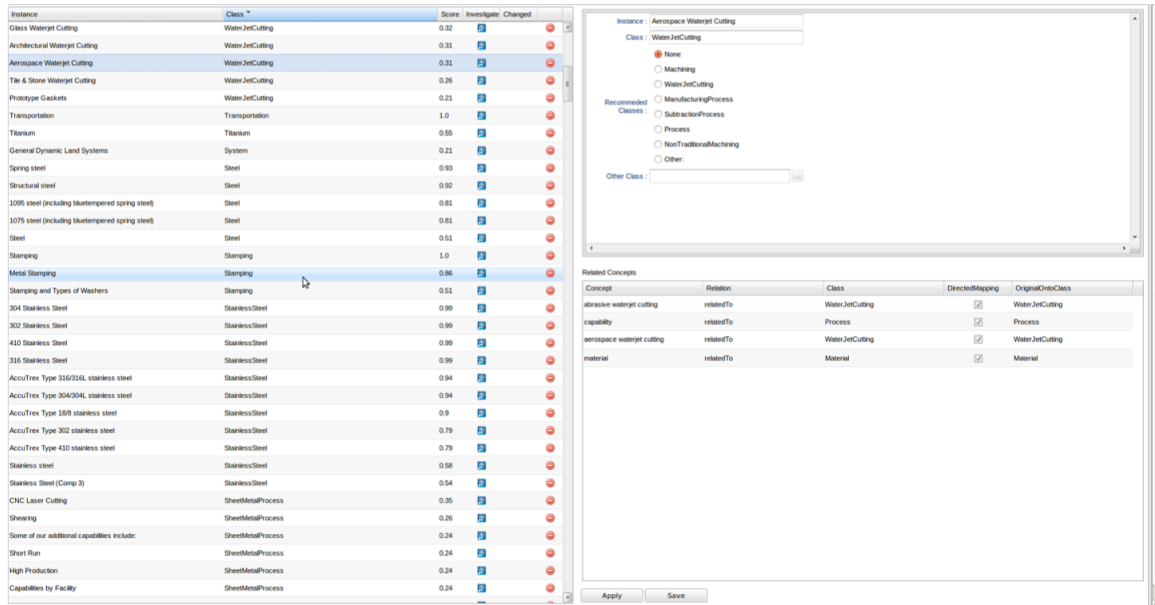 Instance Class Score Investigate Changed
Glass Waterjet Cutting WaterJetCutting 0.32
Architectural Waterjet Cutting WaterJetCutting 0.31
Aerospace Waterjet Cutting WaterJetCutting 0.31
Tile & Stone Waterjet Cutting WaterJetCutting 0.26
Prototype Gaskets WaterJetCutting 0.21
Transportation Transportation 1.0
Titanium Titanium 0.55
General Dynamic Land Systems System 0.21
Spring steel Steel 0.93
Structural steel Steel 0.92
1095 steel (including bluetempered spring steel) Steel 0.81
1075 steel (including bluetempered spring steel) Steel 0.81
Steel Steel 0.51
Stamping Stamping 1.0
Metal Stamping Stamping 0.86
Stamping and Types of Washers Stamping 0.51
304 Stainless Steel StainlessSteel 0.99
302 Stainless Steel StainlessSteel 0.99
410 Stainless Steel StainlessSteel 0.99
316 Stainless Steel StainlessSteel 0.99
AccuTrex Type 316/316L stainless steel StainlessSteel 0.94
AccuTrex Type 304/304L stainless steel StainlessSteel 0.94
AccuTrex Type 18/8 stainless steel StainlessSteel 0.9
AccuTrex Type 302 stainless steel StainlessSteel 0.79
AccuTrex Type 410 stainless steel StainlessSteel 0.79
Stainless steel StainlessSteel 0.58
Stainless Steel (Comp 3) StainlessSteel 0.54
CNC Laser Cutting SheetMetalProcess 0.35
Shearing SheetMetalProcess 0.26
Some of our additional capabilities include: SheetMetalProcess 0.24
Short Run SheetMetalProcess 0.24
High Production SheetMetalProcess 0.24
Capabilities by Facility SheetMetalProcess 0.24
Instance : Aerospace Waterjet Cutting
Class : WaterJetCutting
Recommeded Classes :
None
Machining
WaterJetCutting
ManufacturingProcess
SubtractionProcess
Process
NonTraditionalMachining
Other:
Other Class : ...
Related Concepts
Concept Relation Class DirectedMapping OriginalOntoClass
abrasive waterjet cutting relatedTo WaterJetCutting WaterJetCutting
capability relatedTo Process Process
aerospace waterjet cutting relatedTo WaterJetCutting WaterJetCutting
material relatedTo Material Material
Apply Save